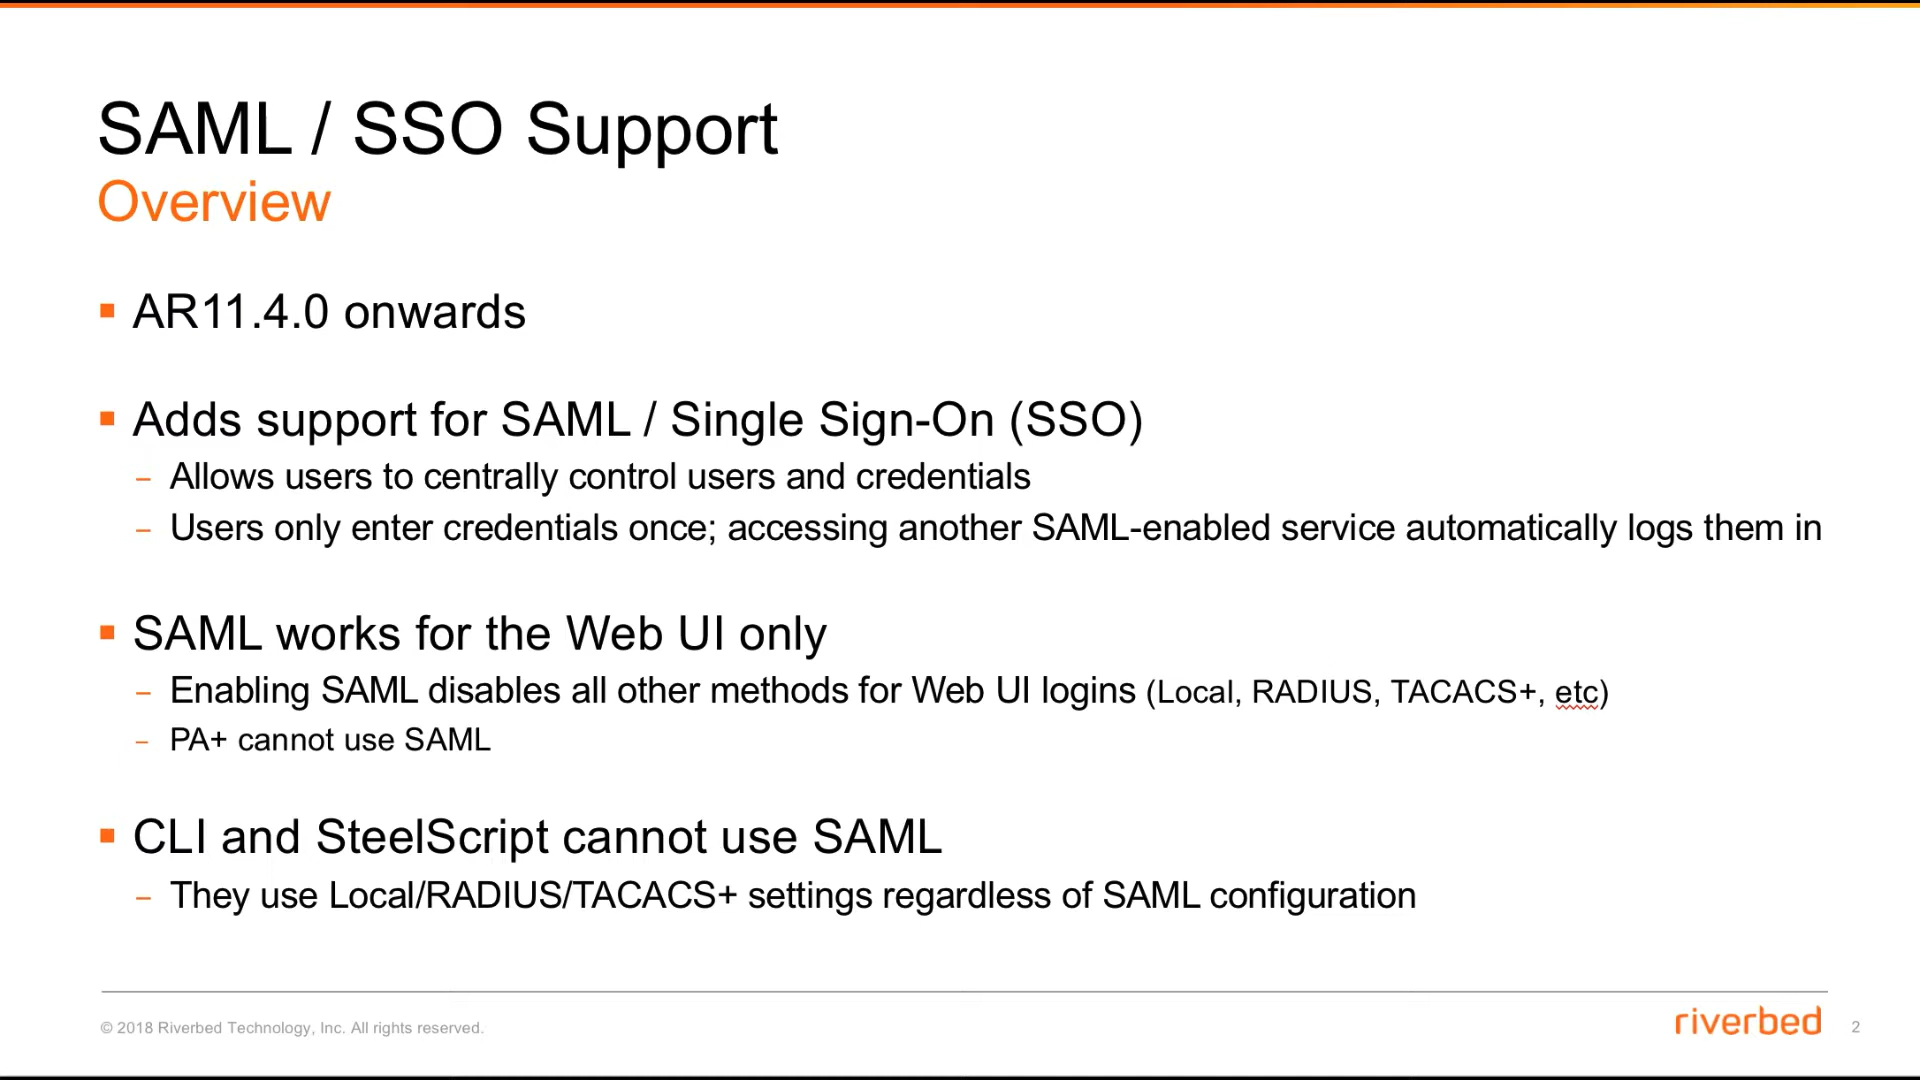 SAML / SSO Support
Overview
▪ AR11.4.0 onwards
▪ Adds support for SAML / Single Sign-On (SSO)
– Allows users to centrally control users and credentials
– Users only enter credentials once; accessing another SAML-enabled service automatically logs them in
▪ SAML works for the Web UI only
– Enabling SAML disables all other methods for Web UI logins (Local, RADIUS, TACACS+, etc)
– PA+ cannot use SAML
▪ CLI and SteelScript cannot use SAML
– They use Local/RADIUS/TACACS+ settings regardless of SAML configuration
© 2018 Riverbed Technology, Inc. All rights reserved.
riverbed
2